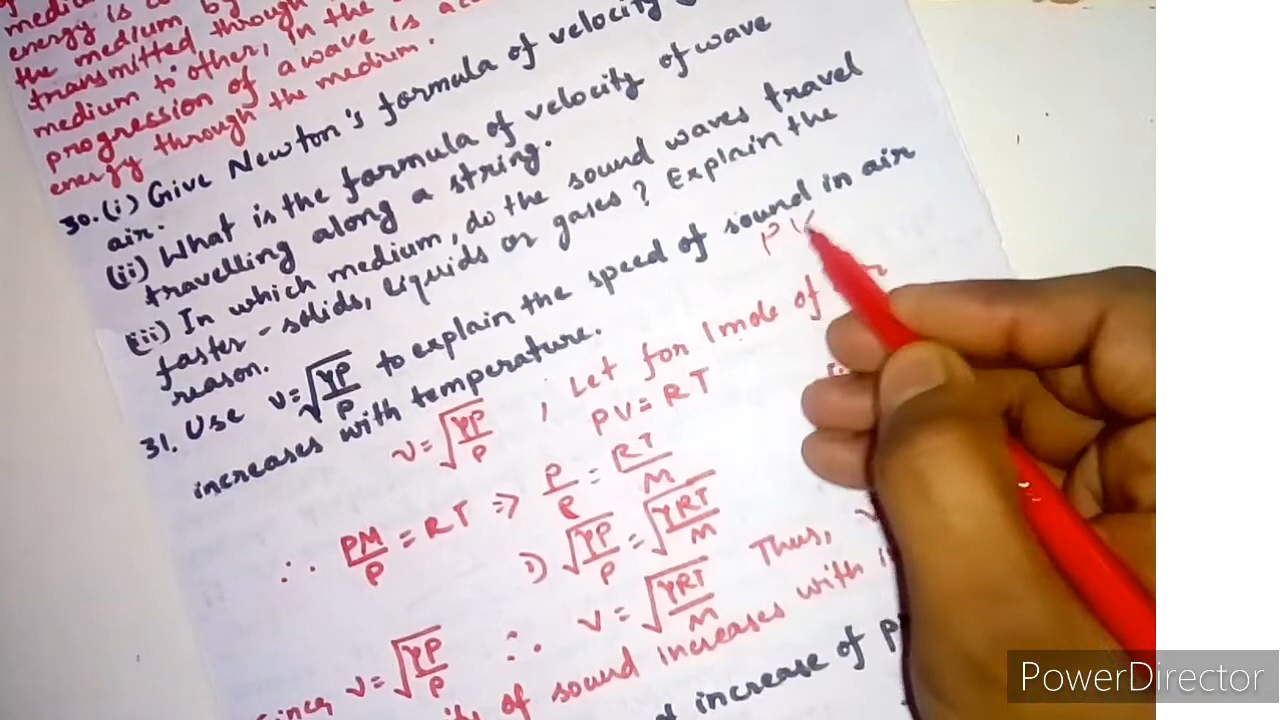 energy is
the medium by
transmitted through
medium to other, in the
progression of a wave is
energy through the medium.
30. (i) Give Newton's formula of velocity
air.
(ii) What is the formula of velocity of wave
travelling along a string.
(iii) In which medium, do the sound waves travel
faster - solids, liquids or gases? Explain the
reason.
31. Use v=√(γP/ρ) to explain the speed of sound in air
increases with temperature.
PV
v=√(γP/ρ) ; Let for 1 mole of
PV=RT
∴ PM/ρ = RT ⇒ P/ρ = RT/M
⇒ √(γP/ρ) = √(γRT/M)
Since v=√(γP/ρ) ∴ v = √(γRT/M) Thus,
of sound increases with
increase of
PowerDirector